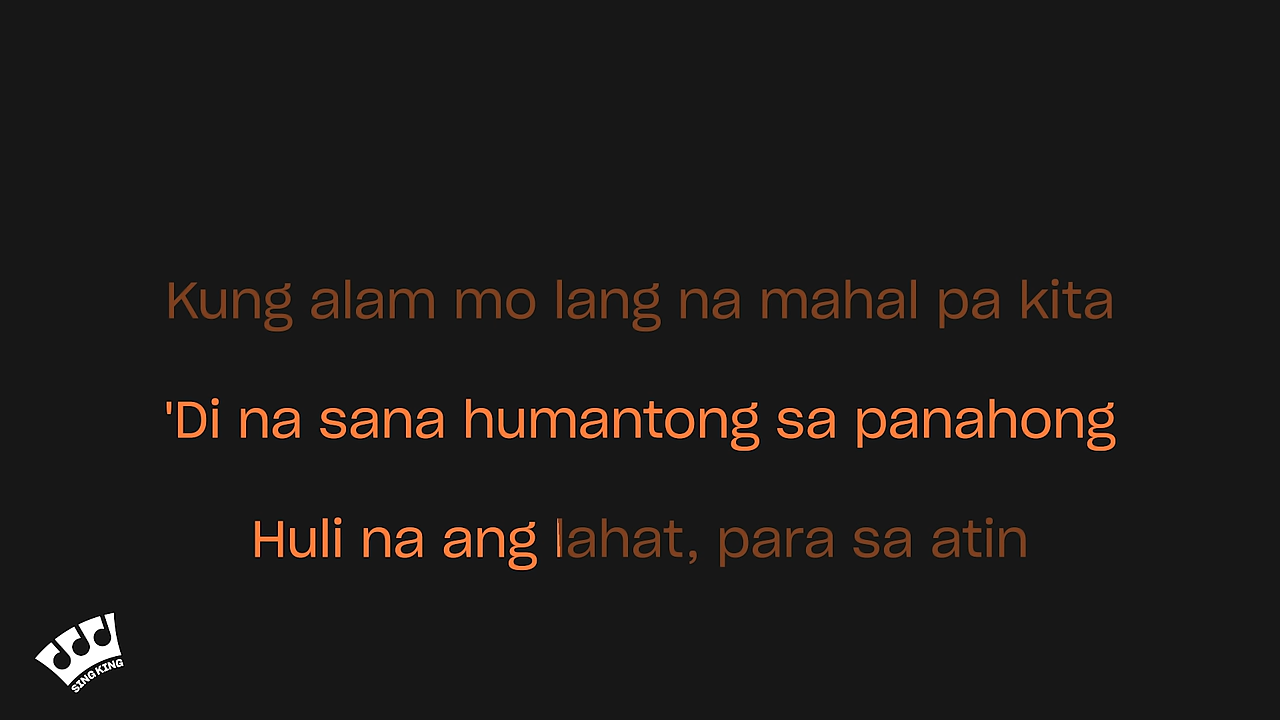 Kung alam mo lang na mahal pa kita
'Di na sana humantong sa panahong
Huli na ang lahat, para sa atin
SING KING